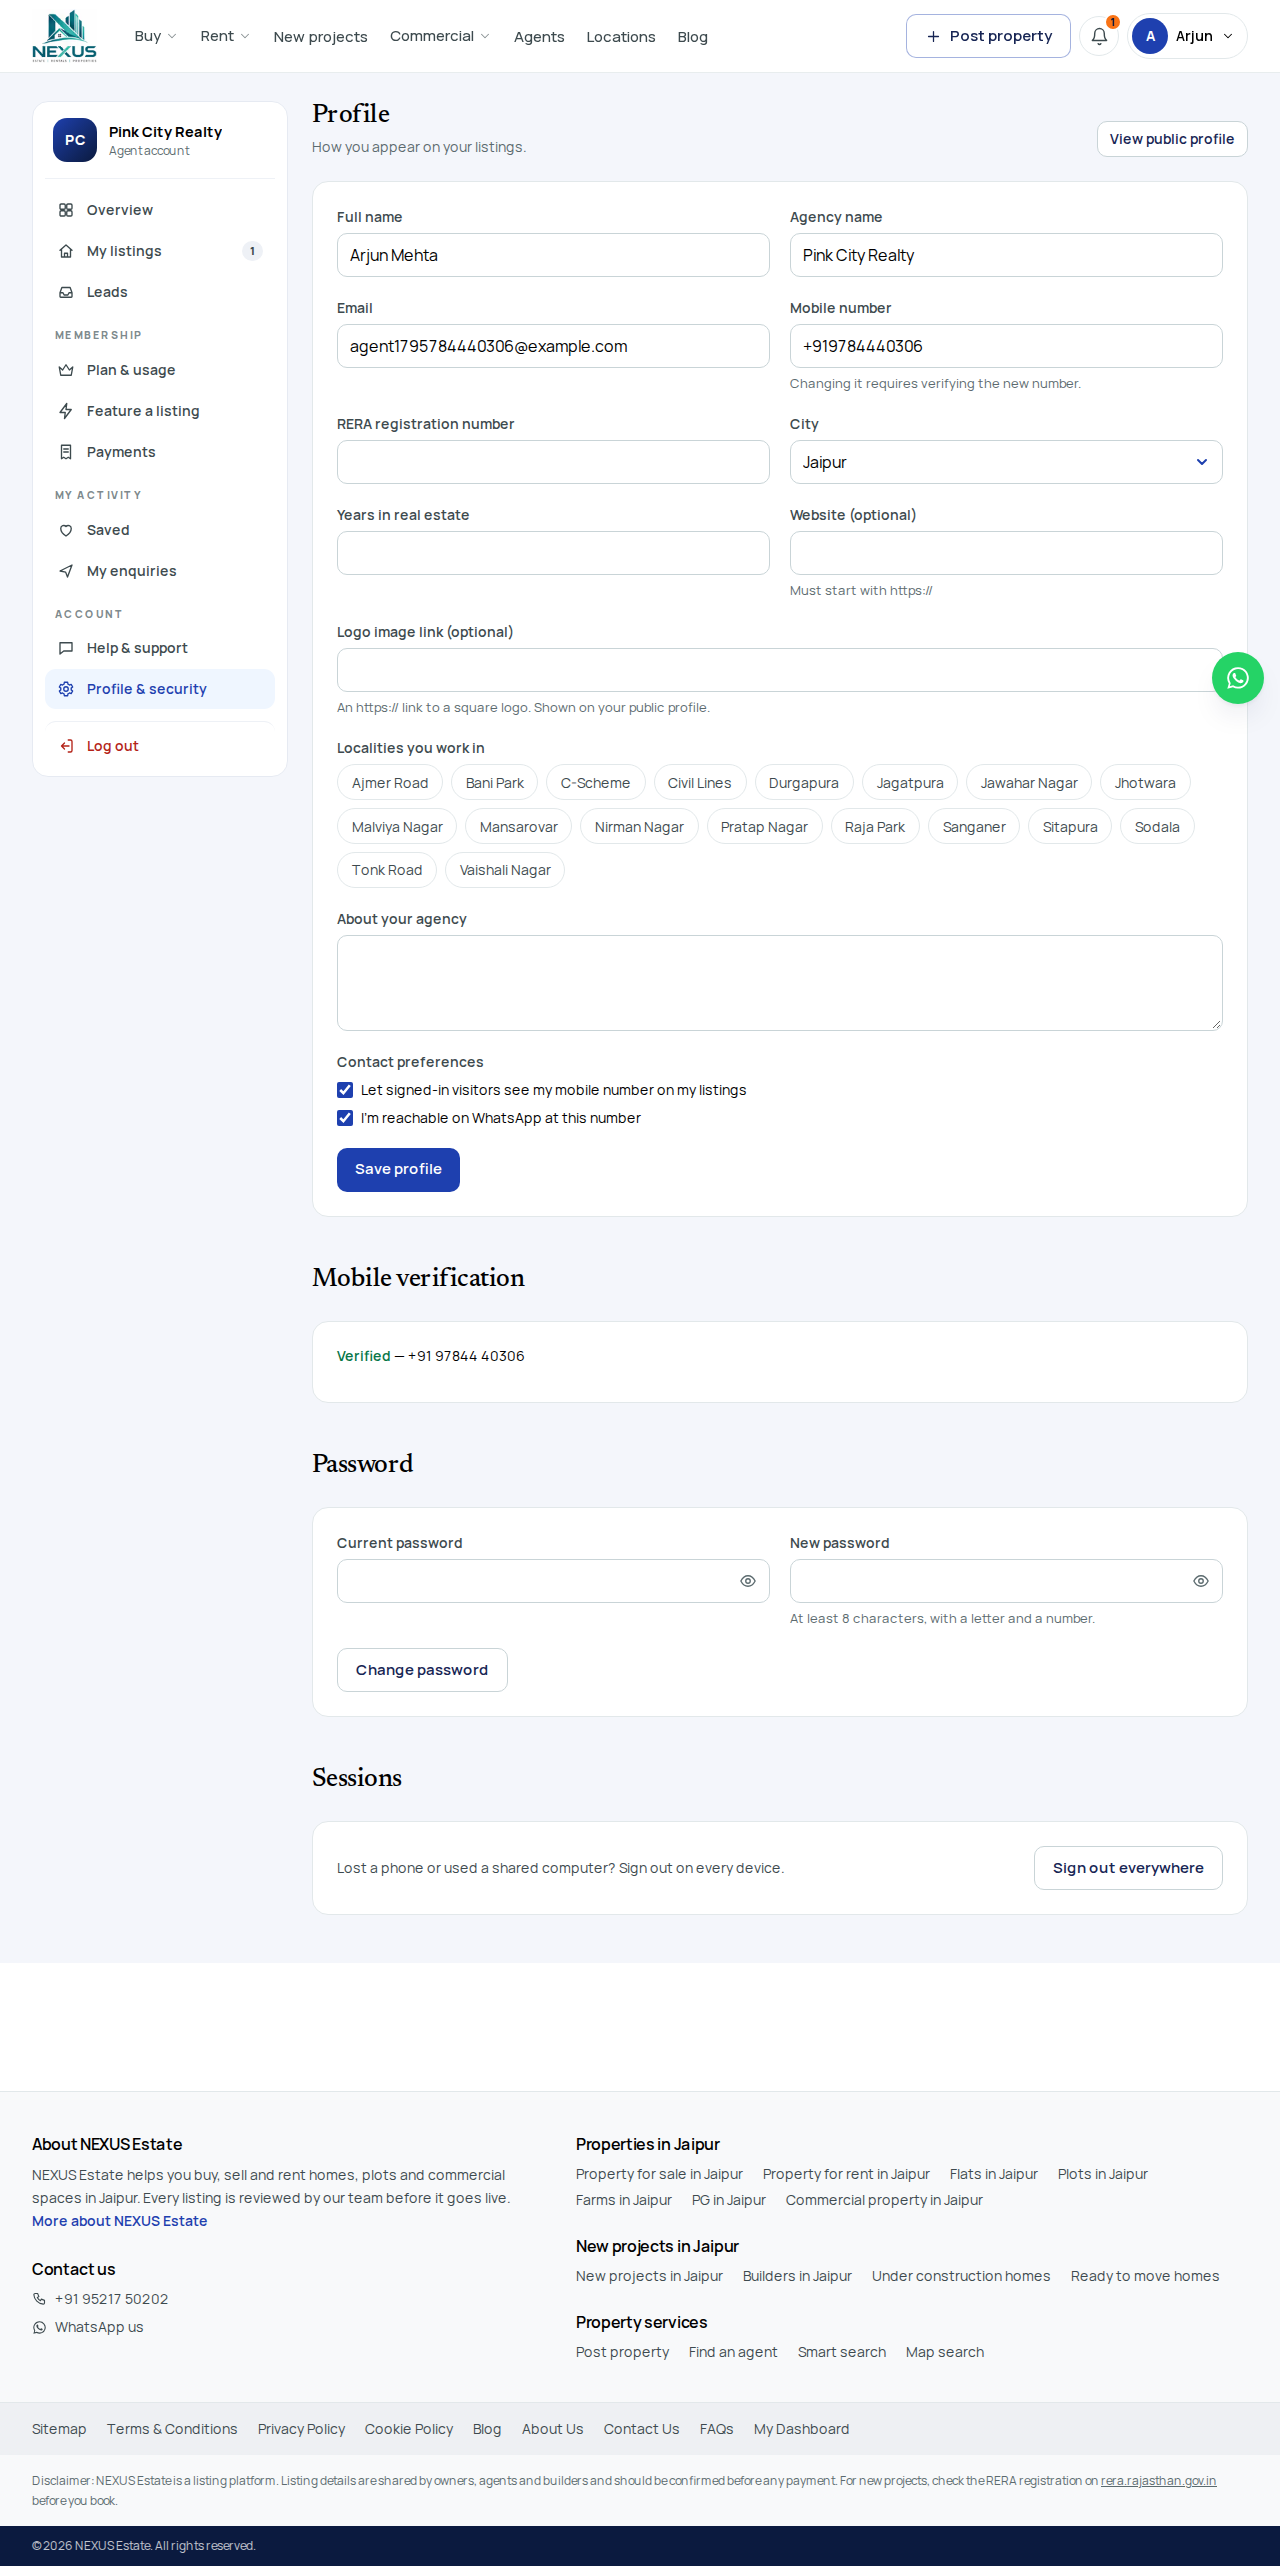 NEXUS
Buy
Rent
New projects
Commercial
Agents
Locations
Blog
Post property
1
A
Arjun
PC
Pink City Realty
Agent account
Overview
My listings
1
Leads
MEMBERSHIP
Plan & usage
Feature a listing
Payments
MY ACTIVITY
Saved
My enquiries
ACCOUNT
Help & support
Profile & security
Log out
Profile
How you appear on your listings.
View public profile
Full name
Arjun Mehta
Agency name
Pink City Realty
Email
agent1795784440306@example.com
Mobile number
+919784440306
Changing it requires verifying the new number.
RERA registration number
City
Jaipur
Years in real estate
Website (optional)
Must start with https://
Logo image link (optional)
An https:// link to a square logo. Shown on your public profile.
Localities you work in
Ajmer Road
Bani Park
C-Scheme
Civil Lines
Durgapura
Jagatpura
Jawahar Nagar
Jhotwara
Malviya Nagar
Mansarovar
Nirman Nagar
Pratap Nagar
Raja Park
Sanganer
Sitapura
Sodala
Tonk Road
Vaishali Nagar
About your agency
Contact preferences
Let signed-in visitors see my mobile number on my listings
I'm reachable on WhatsApp at this number
Save profile
Mobile verification
Verified — +91 97844 40306
Password
Current password
New password
At least 8 characters, with a letter and a number.
Change password
Sessions
Lost a phone or used a shared computer? Sign out on every device.
Sign out everywhere
About NEXUS Estate
NEXUS Estate helps you buy, sell and rent homes, plots and commercial
spaces in Jaipur. Every listing is reviewed by our team before it goes live.
More about NEXUS Estate
Contact us
+91 95217 50202
WhatsApp us
Properties in Jaipur
Property for sale in Jaipur
Property for rent in Jaipur
Flats in Jaipur
Plots in Jaipur
Farms in Jaipur
PG in Jaipur
Commercial property in Jaipur
New projects in Jaipur
New projects in Jaipur
Builders in Jaipur
Under construction homes
Ready to move homes
Property services
Post property
Find an agent
Smart search
Map search
Sitemap
Terms & Conditions
Privacy Policy
Cookie Policy
Blog
About Us
Contact Us
FAQs
My Dashboard
Disclaimer: NEXUS Estate is a listing platform. Listing details are shared by owners, agents and builders and should be confirmed before any payment. For new projects, check the RERA registration on rera.rajasthan.gov.in
before you book.
© 2026 NEXUS Estate. All rights reserved.